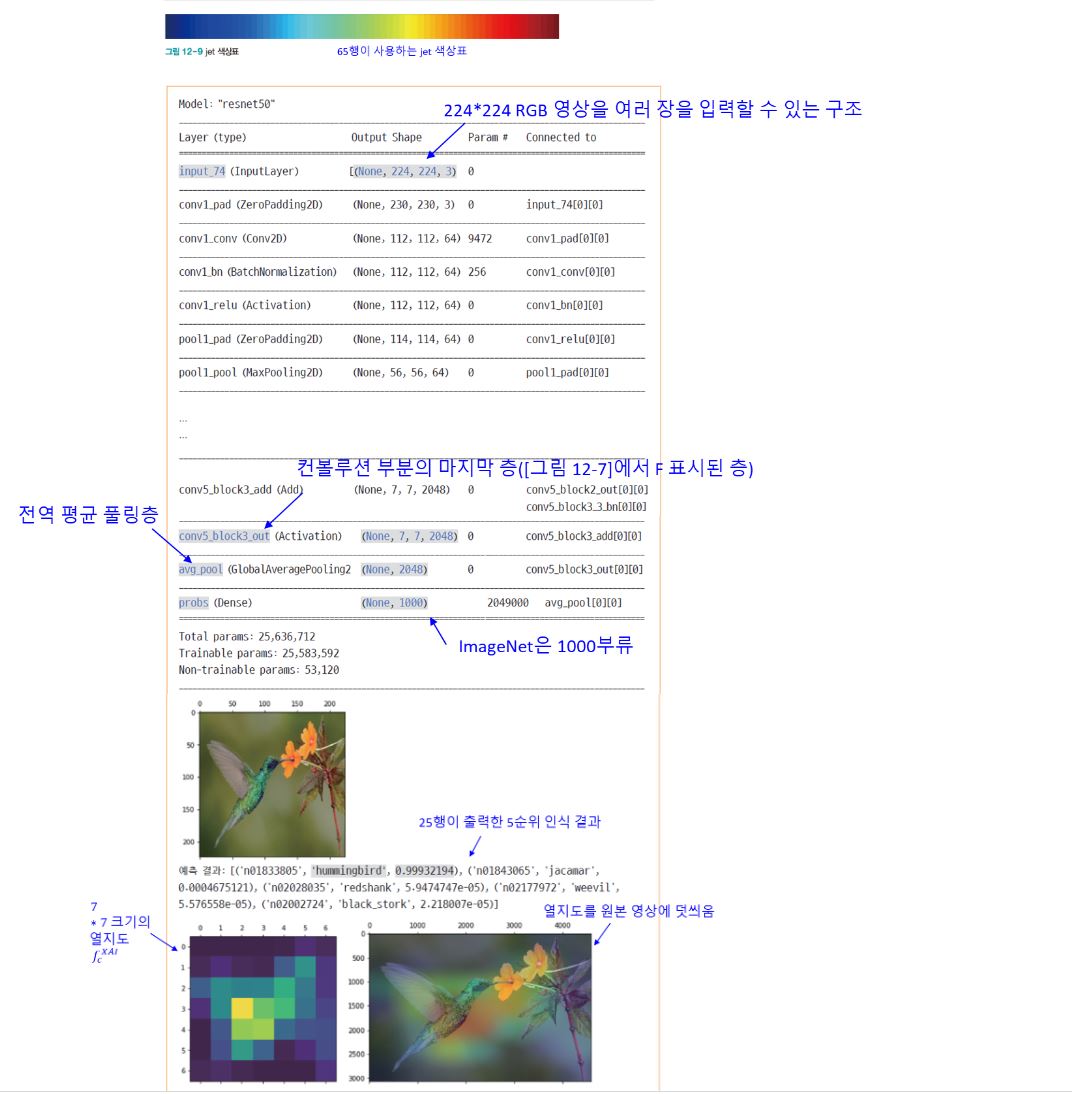 그림 12-9 jet 색상표
65행이 사용하는 jet 색상표
Model: "resnet50"
224*224 RGB 영상을 여러 장을 입력할 수 있는 구조
Layer (type) Output Shape Param # Connected to
input_74 (InputLayer) [(None, 224, 224, 3) 0
conv1_pad (ZeroPadding2D) (None, 230, 230, 3) 0 input_74[0][0]
conv1_conv (Conv2D) (None, 112, 112, 64) 9472 conv1_pad[0][0]
conv1_bn (BatchNormalization) (None, 112, 112, 64) 256 conv1_conv[0][0]
conv1_relu (Activation) (None, 112, 112, 64) 0 conv1_bn[0][0]
pool1_pad (ZeroPadding2D) (None, 114, 114, 64) 0 conv1_relu[0][0]
pool1_pool (MaxPooling2D) (None, 56, 56, 64) 0 pool1_pad[0][0]
...
...
컨볼루션 부분의 마지막 층([그림 12-7]에서 F 표시된 층)
conv5_block3_add (Add) (None, 7, 7, 2048) 0 conv5_block2_out[0][0]
conv5_block3_3_bn[0][0]
전역 평균 풀링층
conv5_block3_out (Activation) (None, 7, 7, 2048) 0 conv5_block3_add[0][0]
avg_pool (GlobalAveragePooling2 (None, 2048) 0 conv5_block3_out[0][0]
probs (Dense) (None, 1000) 2049000 avg_pool[0][0]
Total params: 25,636,712
Trainable params: 25,583,592
Non-trainable params: 53,120
ImageNet은 1000부류
0 50 100 150 200
0
50
100
150
200
25행이 출력한 5순위 인식 결과
예측 결과: [('n01833805', 'hummingbird', 0.99932194), ('n01843065', 'jacamar',
0.0004675121), ('n02028035', 'redshank', 5.9474747e-05), ('n02177972', 'weevil',
5.576558e-05), ('n02002724', 'black_stork', 2.218007e-05)]
7
* 7 크기의
열지도
f_c^XAI
열지도를 원본 영상에 덧씌움
0 1 2 3 4 5 6
0
1
2
3
4
5
6
0 1000 2000 3000 4000
0
500
1000
1500
2000
2500
3000